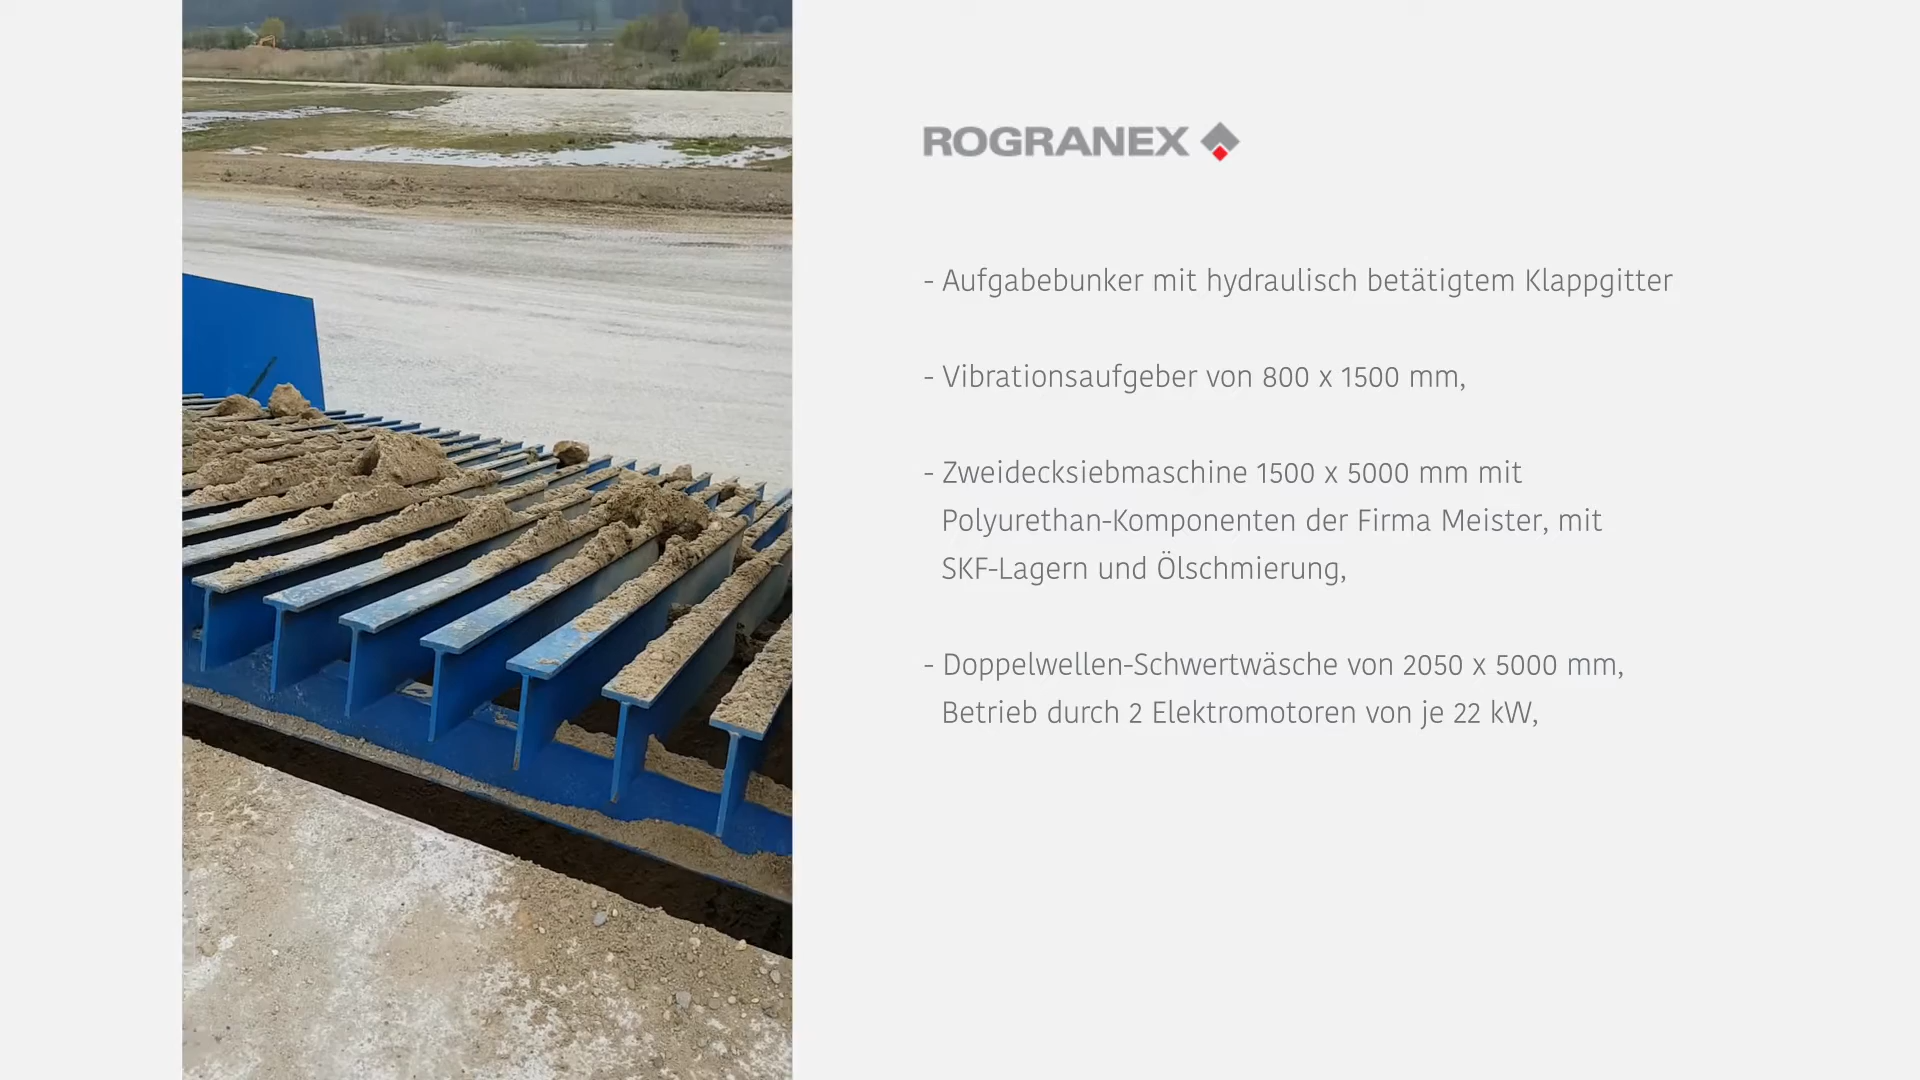 ROGRANEX
- Aufgabebunker mit hydraulisch betätigtem Klappgitter
- Vibrationsaufgeber von 800 x 1500 mm,
- Zweidecksiebmaschine 1500 x 5000 mm mit
Polyurethan-Komponenten der Firma Meister, mit
SKF-Lagern und Ölschmierung,
- Doppelwellen-Schwertwäsche von 2050 x 5000 mm,
Betrieb durch 2 Elektromotoren von je 22 kW,